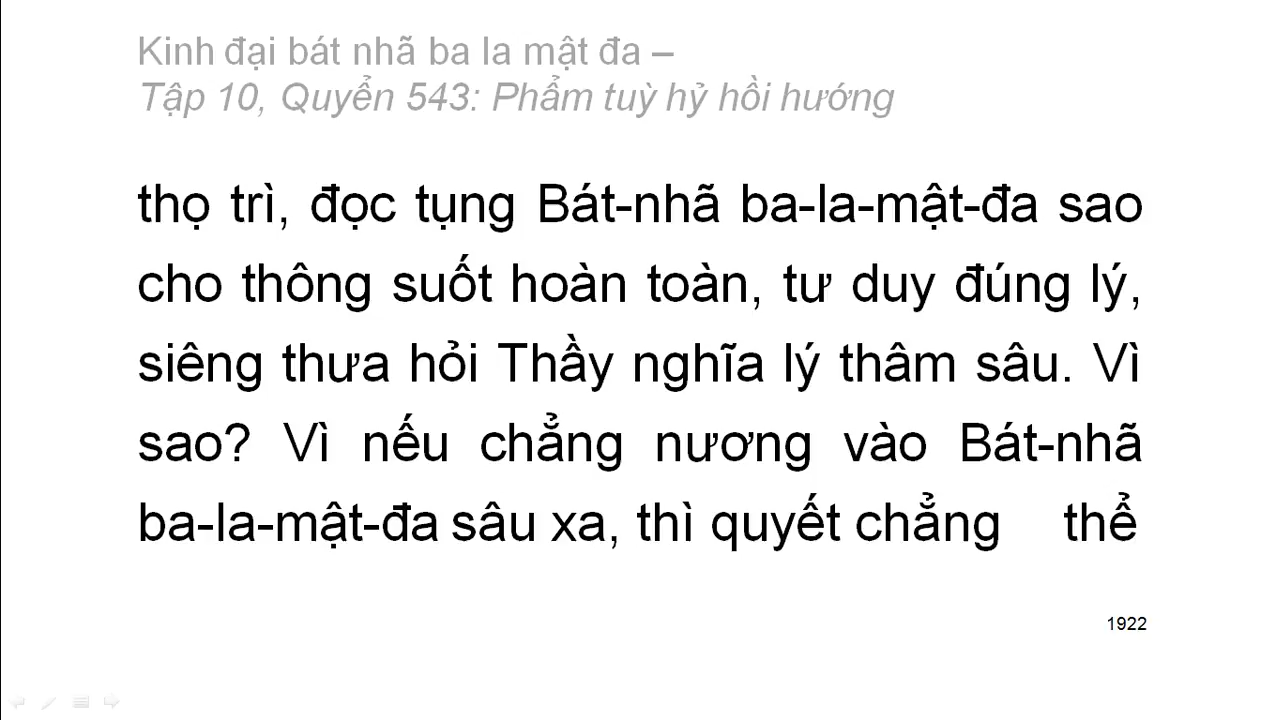 Kinh đại bát nhã ba la mật đa –
Tập 10, Quyển 543: Phẩm tuỳ hỷ hồi hướng
thọ trì, đọc tụng Bát-nhã ba-la-mật-đa sao
cho thông suốt hoàn toàn, tư duy đúng lý,
siêng thưa hỏi Thầy nghĩa lý thâm sâu. Vì
sao? Vì nếu chẳng nương vào Bát-nhã
ba-la-mật-đa sâu xa, thì quyết chẳng thể
1922